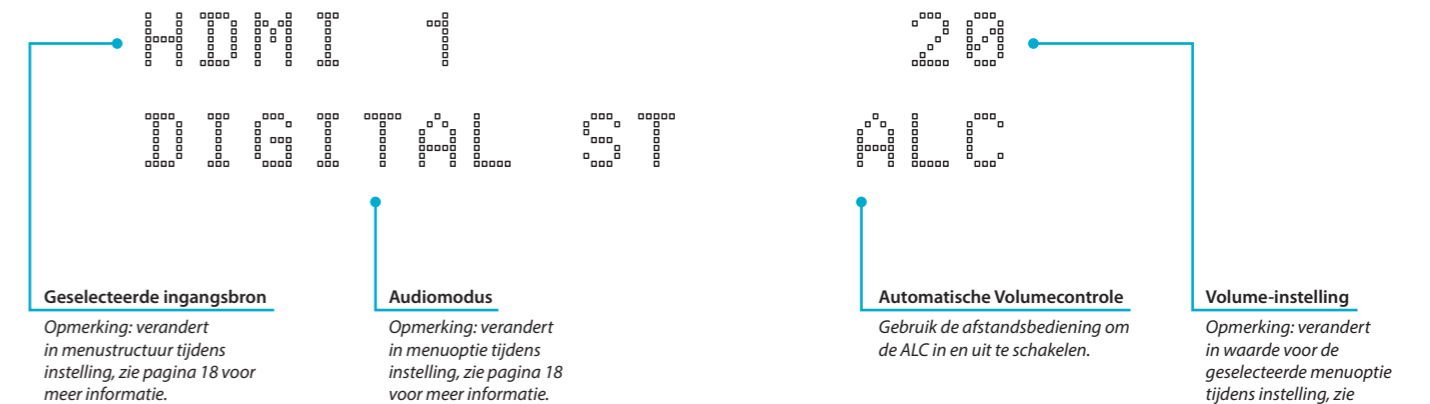 HDMI 1 20
DIGITAL ST ALC
Geselecteerde ingangsbron
Opmerking: verandert
in menustructuur tijdens
instelling, zie pagina 18 voor
meer informatie.
Audiomodus
Opmerking: verandert
in menuoptie tijdens
instelling, zie pagina 18
voor meer informatie.
Automatische Volumecontrole
Gebruik de afstandsbediening om
de ALC in en uit te schakelen.
Volume-instelling
Opmerking: verandert
in waarde voor de
geselecteerde menuoptie
tijdens instelling, zie